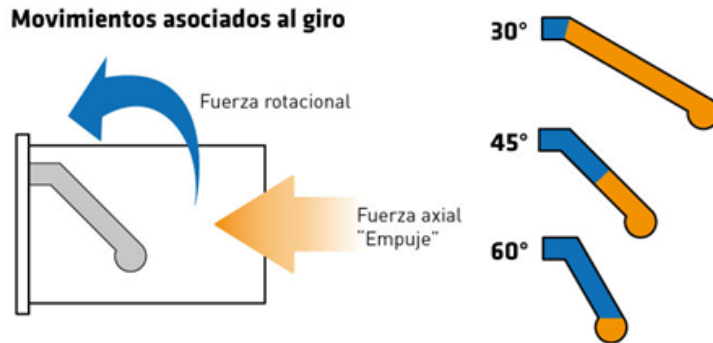 Movimientos asociados al giro
Fuerza rotacional
Fuerza axial
"Empuje"
30°
45°
60°